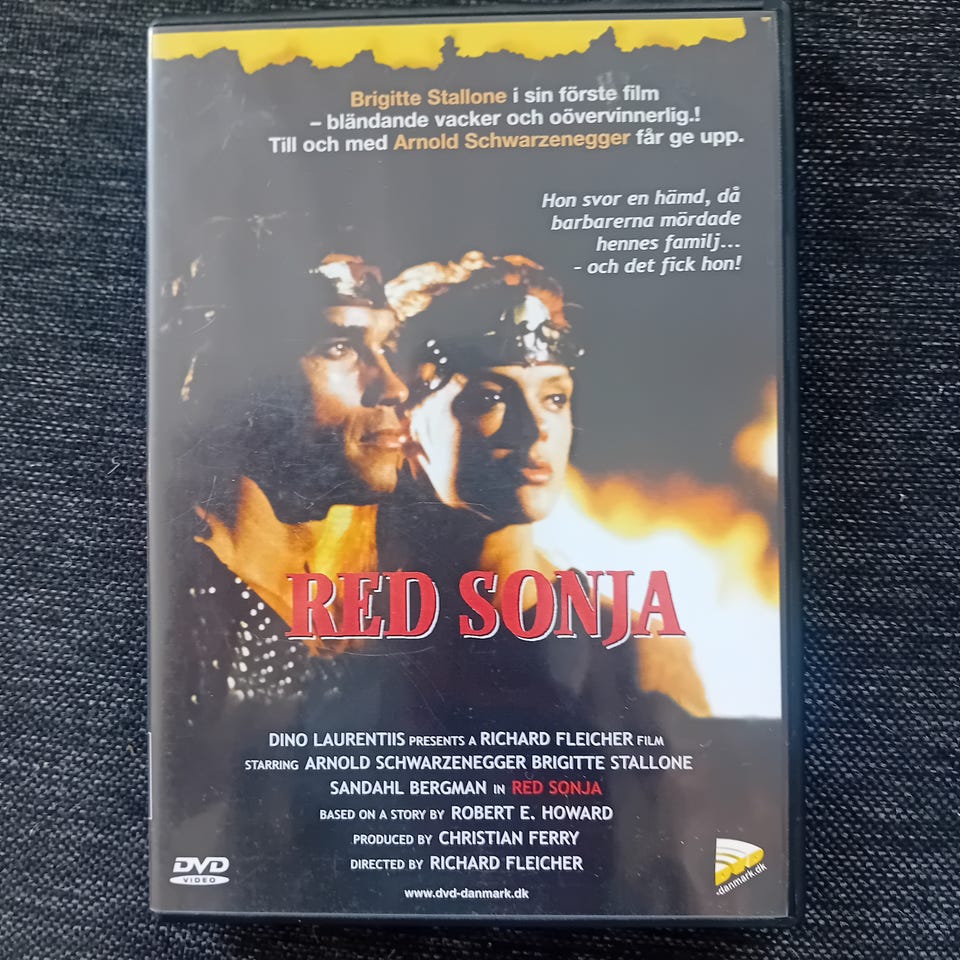 Brigitte Stallone i sin förste film
– bländande vacker och oövervinnerlig.!
Till och med Arnold Schwarzenegger får ge upp.
Hon svor en hämd, då
barbarerna mördade
hennes familj...
- och det fick hon!
RED SONJA
DINO LAURENTIIS PRESENTS A RICHARD FLEICHER FILM
STARRING ARNOLD SCHWARZENEGGER BRIGITTE STALLONE
SANDAHL BERGMAN IN RED SONJA
BASED ON A STORY BY ROBERT E. HOWARD
PRODUCED BY CHRISTIAN FERRY
DIRECTED BY RICHARD FLEICHER
www.dvd-danmark.dk
DVD
VIDEO
DVD
-danmark.dk